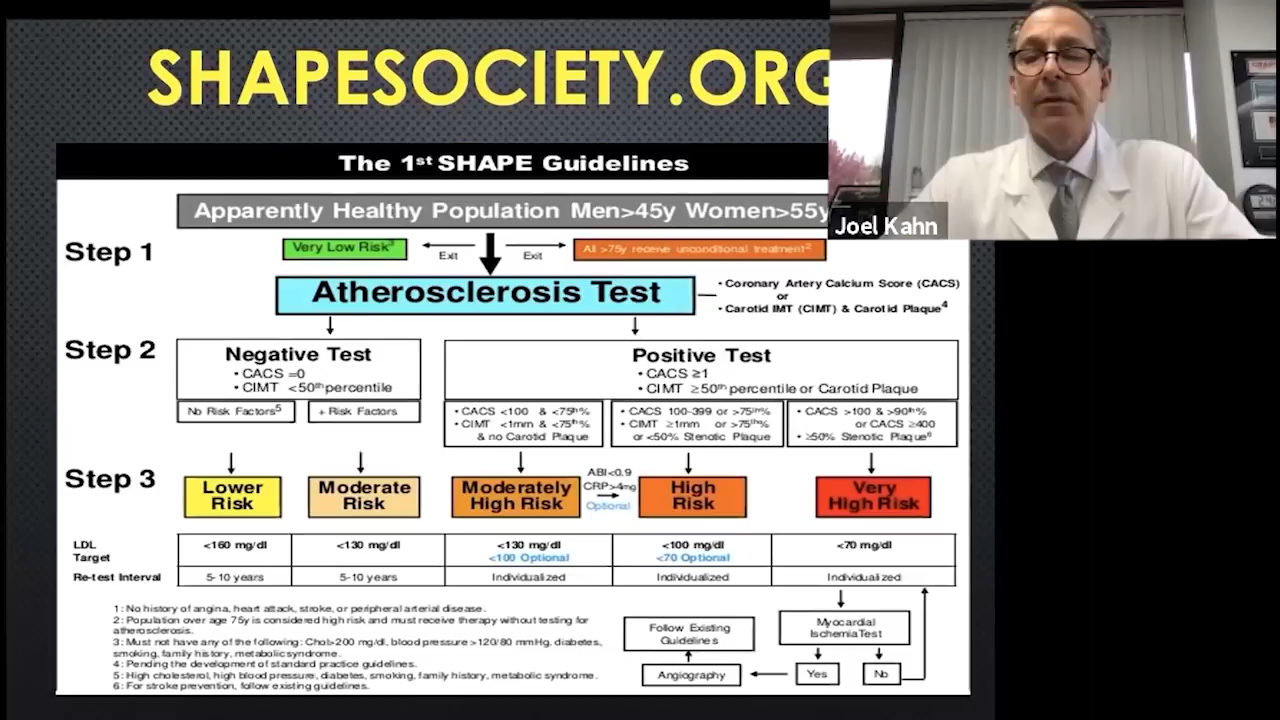 SHAPESOCIETY.ORG
Joel Kahn
The 1st SHAPE Guidelines
Apparently Healthy Population Men>45y Women>55y
Step 1
Very Low Risk3
Exit
Exit
All >75y receive unconditional treatment2
Atherosclerosis Test
• Coronary Artery Calcium Score (CACS)
or
• Carotid IMT (CIMT) & Carotid Plaque4
Step 2
Negative Test
• CACS =0
• CIMT <50th percentile
Positive Test
• CACS ≥1
• CIMT ≥50th percentile or Carotid Plaque
No Risk Factors5
+ Risk Factors
• CACS <100 & <75th%
• CIMT <1mm & <75th%
& no Carotid Plaque
• CACS 100-399 or >75th%
• CIMT ≥1mm or >75th%
or <50% Stenotic Plaque
• CACS >100 & >90th%
or CACS ≥400
• ≥50% Stenotic Plaque6
Step 3
Lower
Risk
Moderate
Risk
Moderately
High Risk
ABI<0.9
CRP>4mg
Optional
High
Risk
Very
High Risk
LDL
Target
<160 mg/dl
<130 mg/dl
<130 mg/dl
<100 Optional
<100 mg/dl
<70 Optional
<70 mg/dl
Re-test Interval
5-10 years
5-10 years
Individualized
Individualized
Individualized
1: No history of angina, heart attack, stroke, or peripheral arterial disease.
2: Population over age 75y is considered high risk and must receive therapy without testing for
atherosclerosis.
3: Must not have any of the following: Chol>200 mg/dl, blood pressure >120/80 mmHg, diabetes,
smoking, family history, metabolic syndrome.
4: Pending the development of standard practice guidelines.
5: High cholesterol, high blood pressure, diabetes, smoking, family history, metabolic syndrome.
6: For stroke prevention, follow existing guidelines.
Follow Existing
Guidelines
Myocardial
Ischemia Test
Angiography
Yes
No